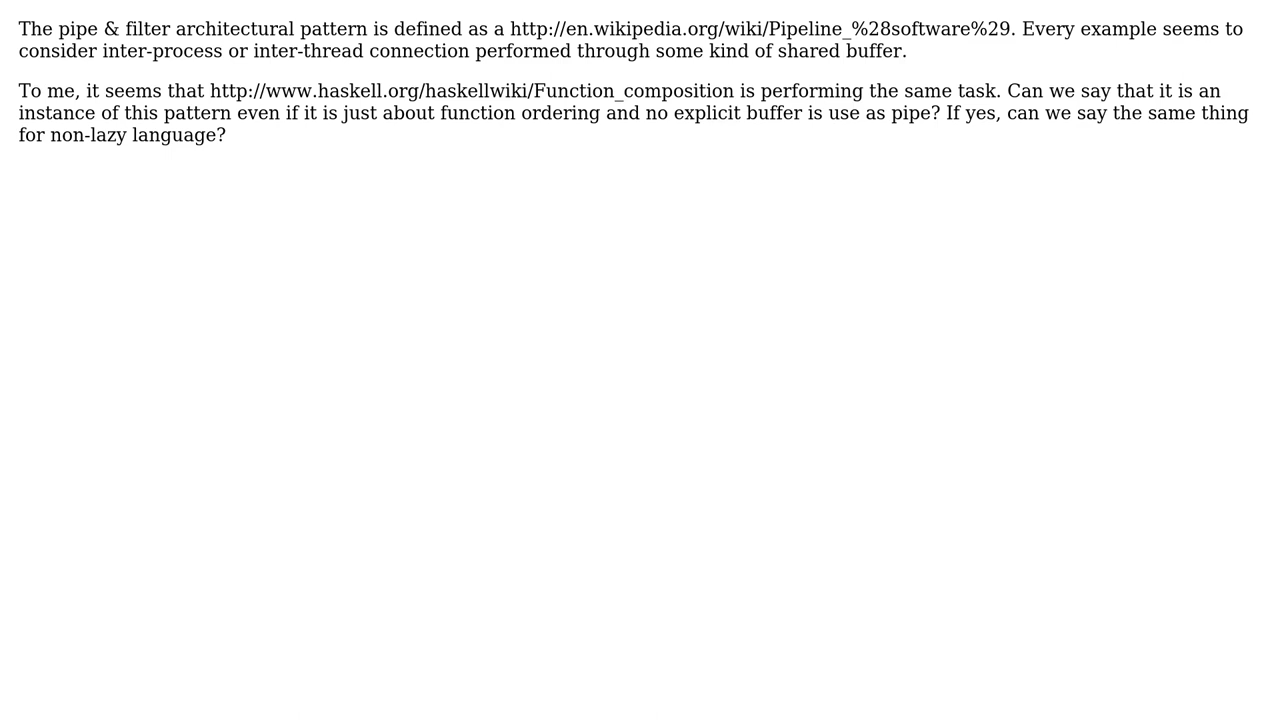 The pipe & filter architectural pattern is defined as a http://en.wikipedia.org/wiki/Pipeline_%28software%29. Every example seems to
consider inter-process or inter-thread connection performed through some kind of shared buffer.
To me, it seems that http://www.haskell.org/haskellwiki/Function_composition is performing the same task. Can we say that it is an
instance of this pattern even if it is just about function ordering and no explicit buffer is use as pipe? If yes, can we say the same thing
for non-lazy language?